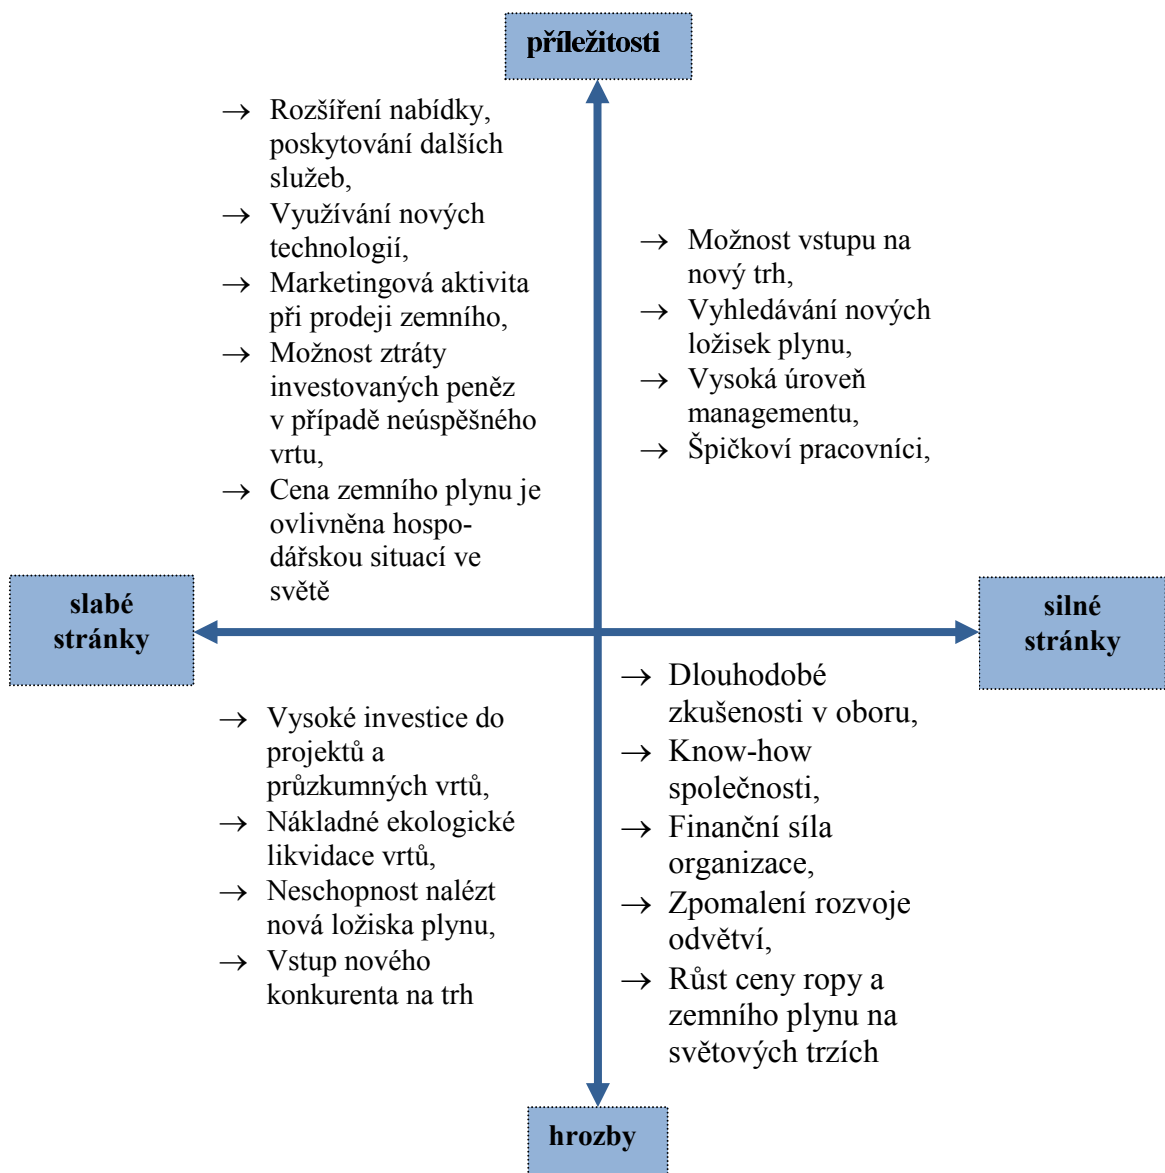 příležitosti
→ Rozšíření nabídky,
poskytování dalších
služeb,
→ Využívání nových
technologií,
→ Marketingová aktivita
při prodeji zemního,
→ Možnost ztráty
investovaných peněz
v případě neúspěšného
vrtu,
→ Cena zemního plynu je
ovlivněna hospo-
dářskou situací ve
světě
→ Možnost vstupu na
nový trh,
→ Vyhledávání nových
ložisek plynu,
→ Vysoká úroveň
managementu,
→ Špičkoví pracovníci,
slabé
stránky
silné
stránky
→ Vysoké investice do
projektů a
průzkumných vrtů,
→ Nákladné ekologické
likvidace vrtů,
→ Neschopnost nalézt
nová ložiska plynu,
→ Vstup nového
konkurenta na trh
→ Dlouhodobé
zkušenosti v oboru,
→ Know-how
společnosti,
→ Finanční síla
organizace,
→ Zpomalení rozvoje
odvětví,
→ Růst ceny ropy a
zemního plynu na
světových trzích
hrozby